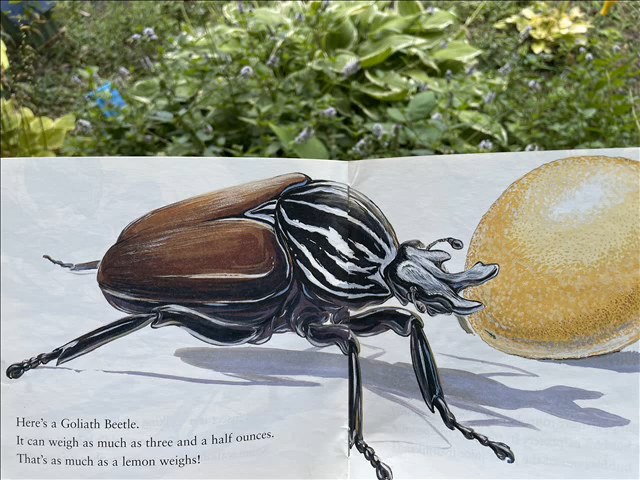 Here's a Goliath Beetle.
It can weigh as much as three and a half ounces.
That's as much as a lemon weighs!